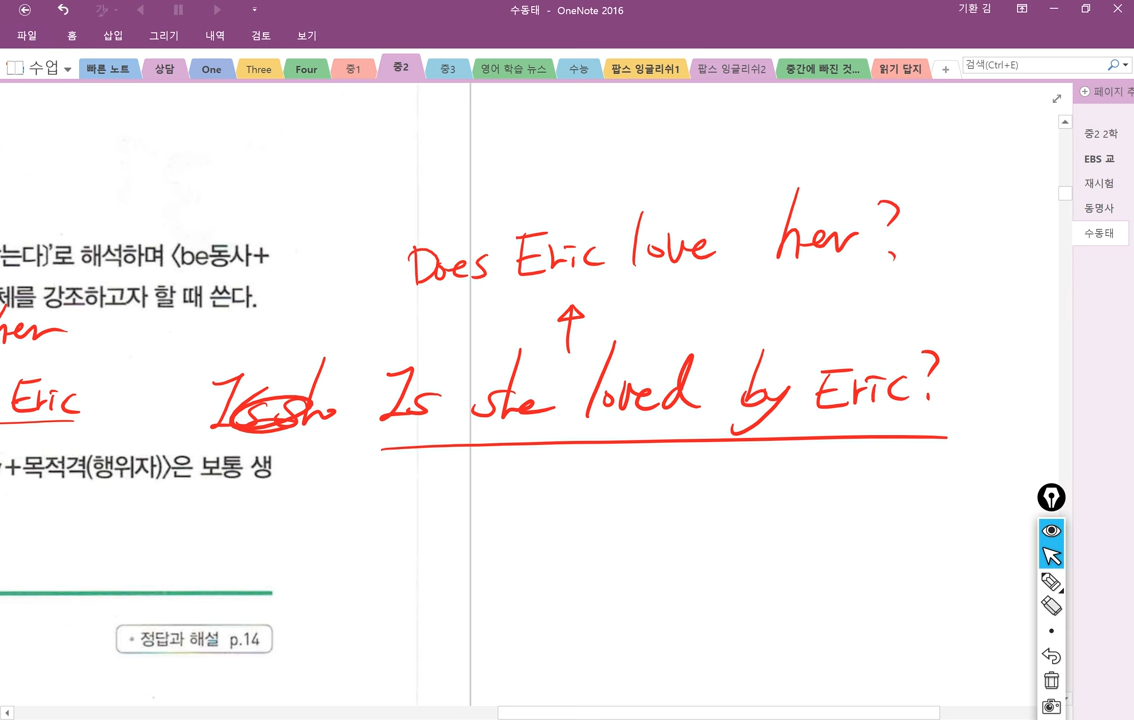 수동태 - OneNote 2016
기환 김
파일 홈 삽입 그리기 내역 검토 보기
수업 빠른 노트 상담 One Three Four 중1 중2 중3 영어 학습 뉴스 수능 팝스 잉글리쉬1 팝스 잉글리쉬2 중간에 빠진 것... 읽기 답지 검색(Ctrl+E)
페이지 추
중2 2학
EBS 교
재시험
동명사
수동태
Does Eric love her?
는다)'로 해석하며 〈be동사+
체를 강조하고자 할 때 쓴다.
her
Eric
Is she loved by Eric?
+목적격(행위자)〉은 보통 생
• 정답과 해설 p.14